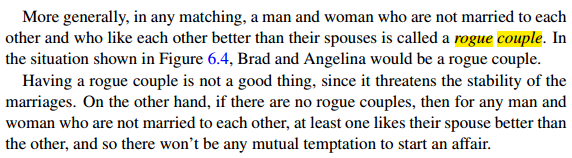 More generally, in any matching, a man and woman who are not married to each
other and who like each other better than their spouses is called a rogue couple. In
the situation shown in Figure 6.4, Brad and Angelina would be a rogue couple.
Having a rogue couple is not a good thing, since it threatens the stability of the
marriages. On the other hand, if there are no rogue couples, then for any man and
woman who are not married to each other, at least one likes their spouse better than
the other, and so there won’t be any mutual temptation to start an affair.